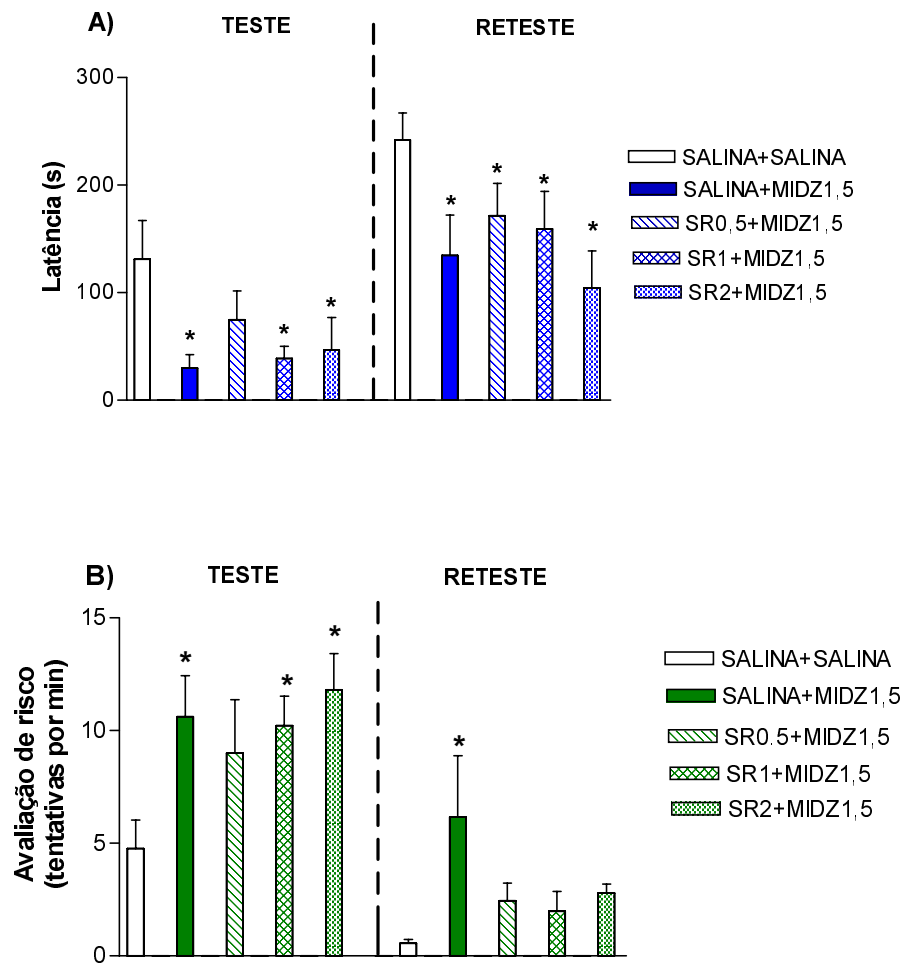 A)
TESTE
RETESTE
300
200
100
0
Latência (s)
* * *
* * * *
SALINA+SALINA
SALINA+MIDZ1,5
SR0,5+MIDZ1,5
SR1+MIDZ1,5
SR2+MIDZ1,5
B)
TESTE
RETESTE
15
10
5
0
Avaliação de risco
(tentativas por min)
* * *
*
SALINA+SALINA
SALINA+MIDZ1,5
SR0.5+MIDZ1,5
SR1+MIDZ1,5
SR2+MIDZ1,5